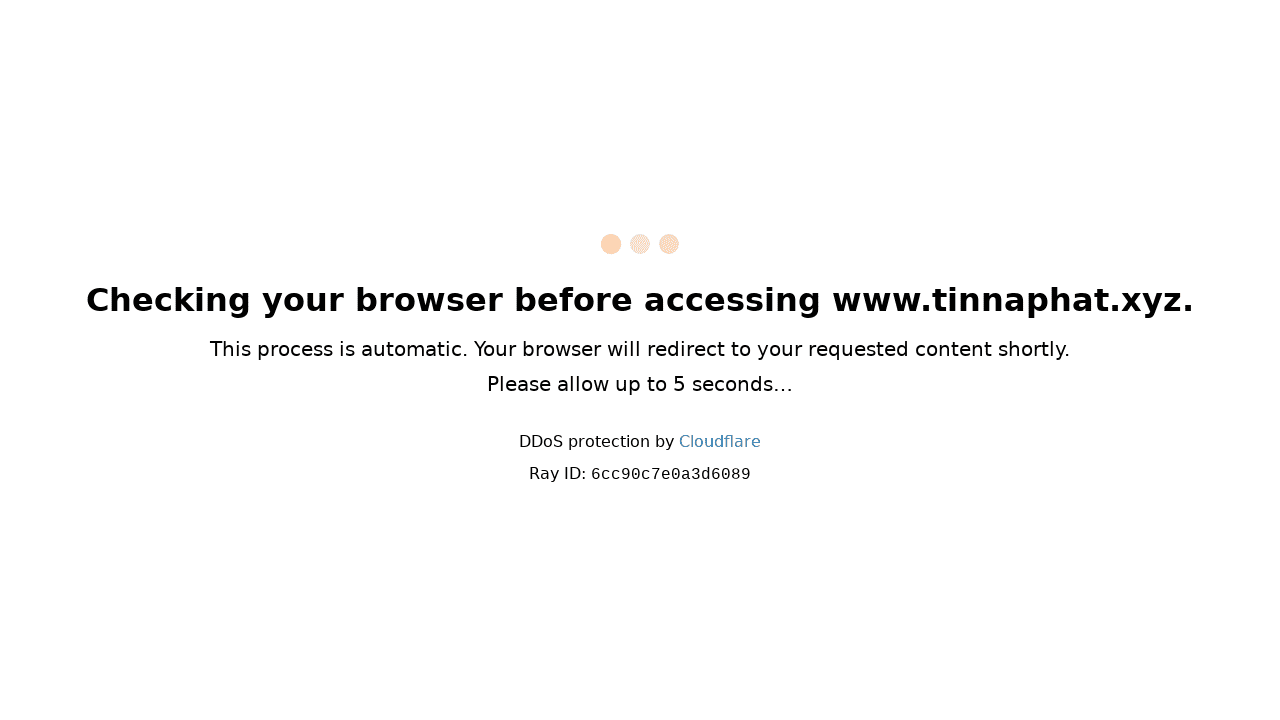 Checking your browser before accessing www.tinnaphat.xyz.
This process is automatic. Your browser will redirect to your requested content shortly.
Please allow up to 5 seconds…
DDoS protection by Cloudflare
Ray ID: 6cc90c7e0a3d6089